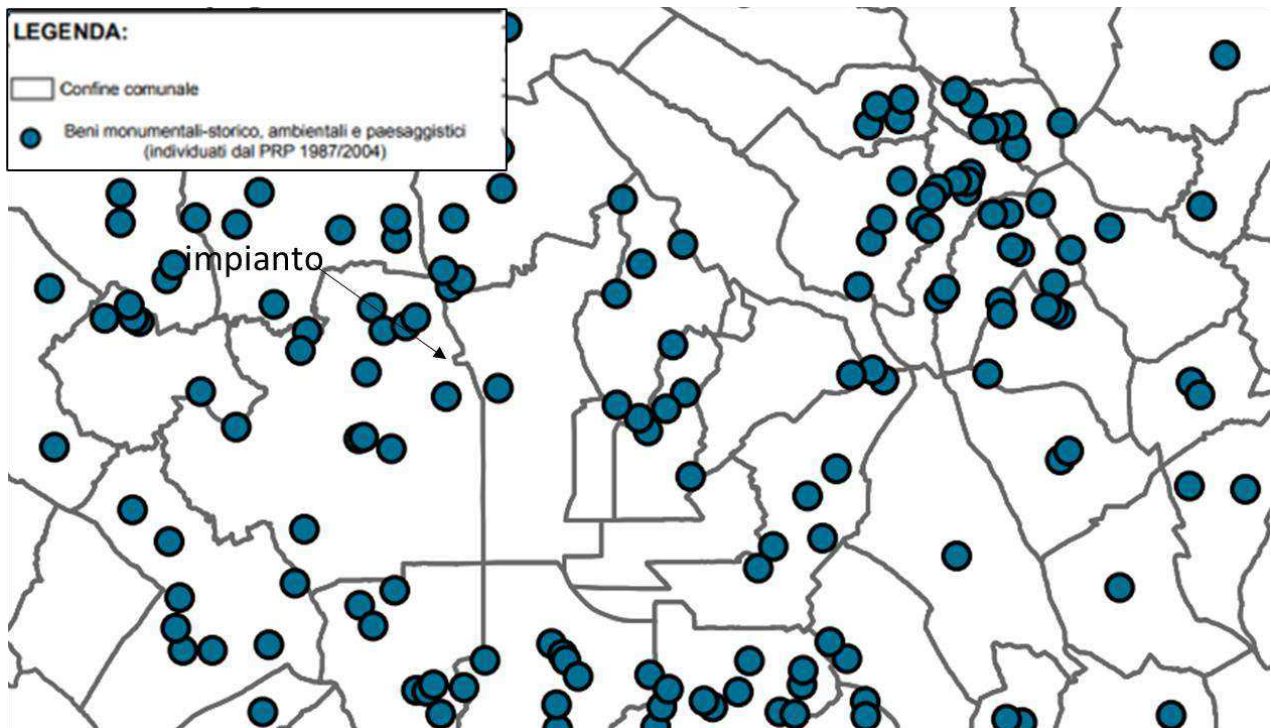 LEGENDA:
Confine comunale
Beni monumentali-storico, ambientali e paesaggistici
(individuati dal PRP 1987/2004)
impianto